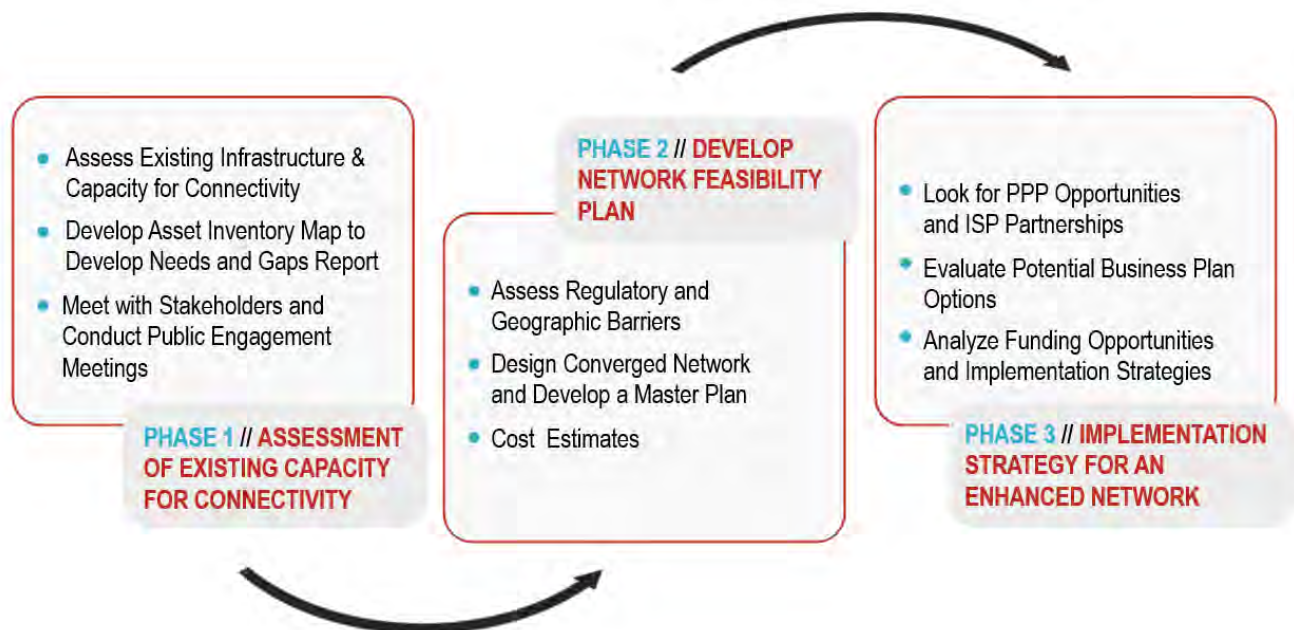 Assess Existing Infrastructure &
Capacity for Connectivity
Develop Asset Inventory Map to
Develop Needs and Gaps Report
Meet with Stakeholders and
Conduct Public Engagement
Meetings
PHASE 1 // ASSESSMENT
OF EXISTING CAPACITY
FOR CONNECTIVITY
PHASE 2 // DEVELOP
NETWORK FEASIBILITY
PLAN
Assess Regulatory and
Geographic Barriers
Design Converged Network
and Develop a Master Plan
Cost Estimates
Look for PPP Opportunities
and ISP Partnerships
Evaluate Potential Business Plan
Options
Analyze Funding Opportunities
and Implementation Strategies
PHASE 3 // IMPLEMENTATION
STRATEGY FOR AN
ENHANCED NETWORK